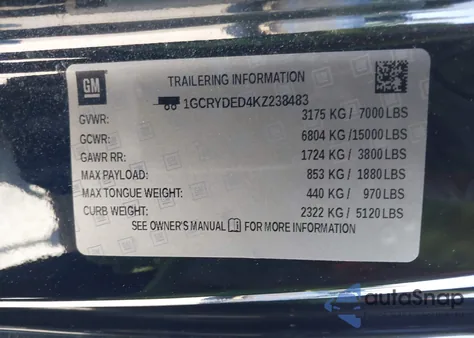 GM
TRAILERING INFORMATION
1GCRYDED4KZ238483
GVWR: 3175 KG / 7000 LBS
GCWR: 6804 KG /15000 LBS
GAWR RR: 1724 KG / 3800 LBS
MAX PAYLOAD: 853 KG / 1880 LBS
MAX TONGUE WEIGHT: 440 KG / 970 LBS
CURB WEIGHT: 2322 KG / 5120 LBS
SEE OWNER'S MANUAL FOR MORE INFORMATION
autoSnap